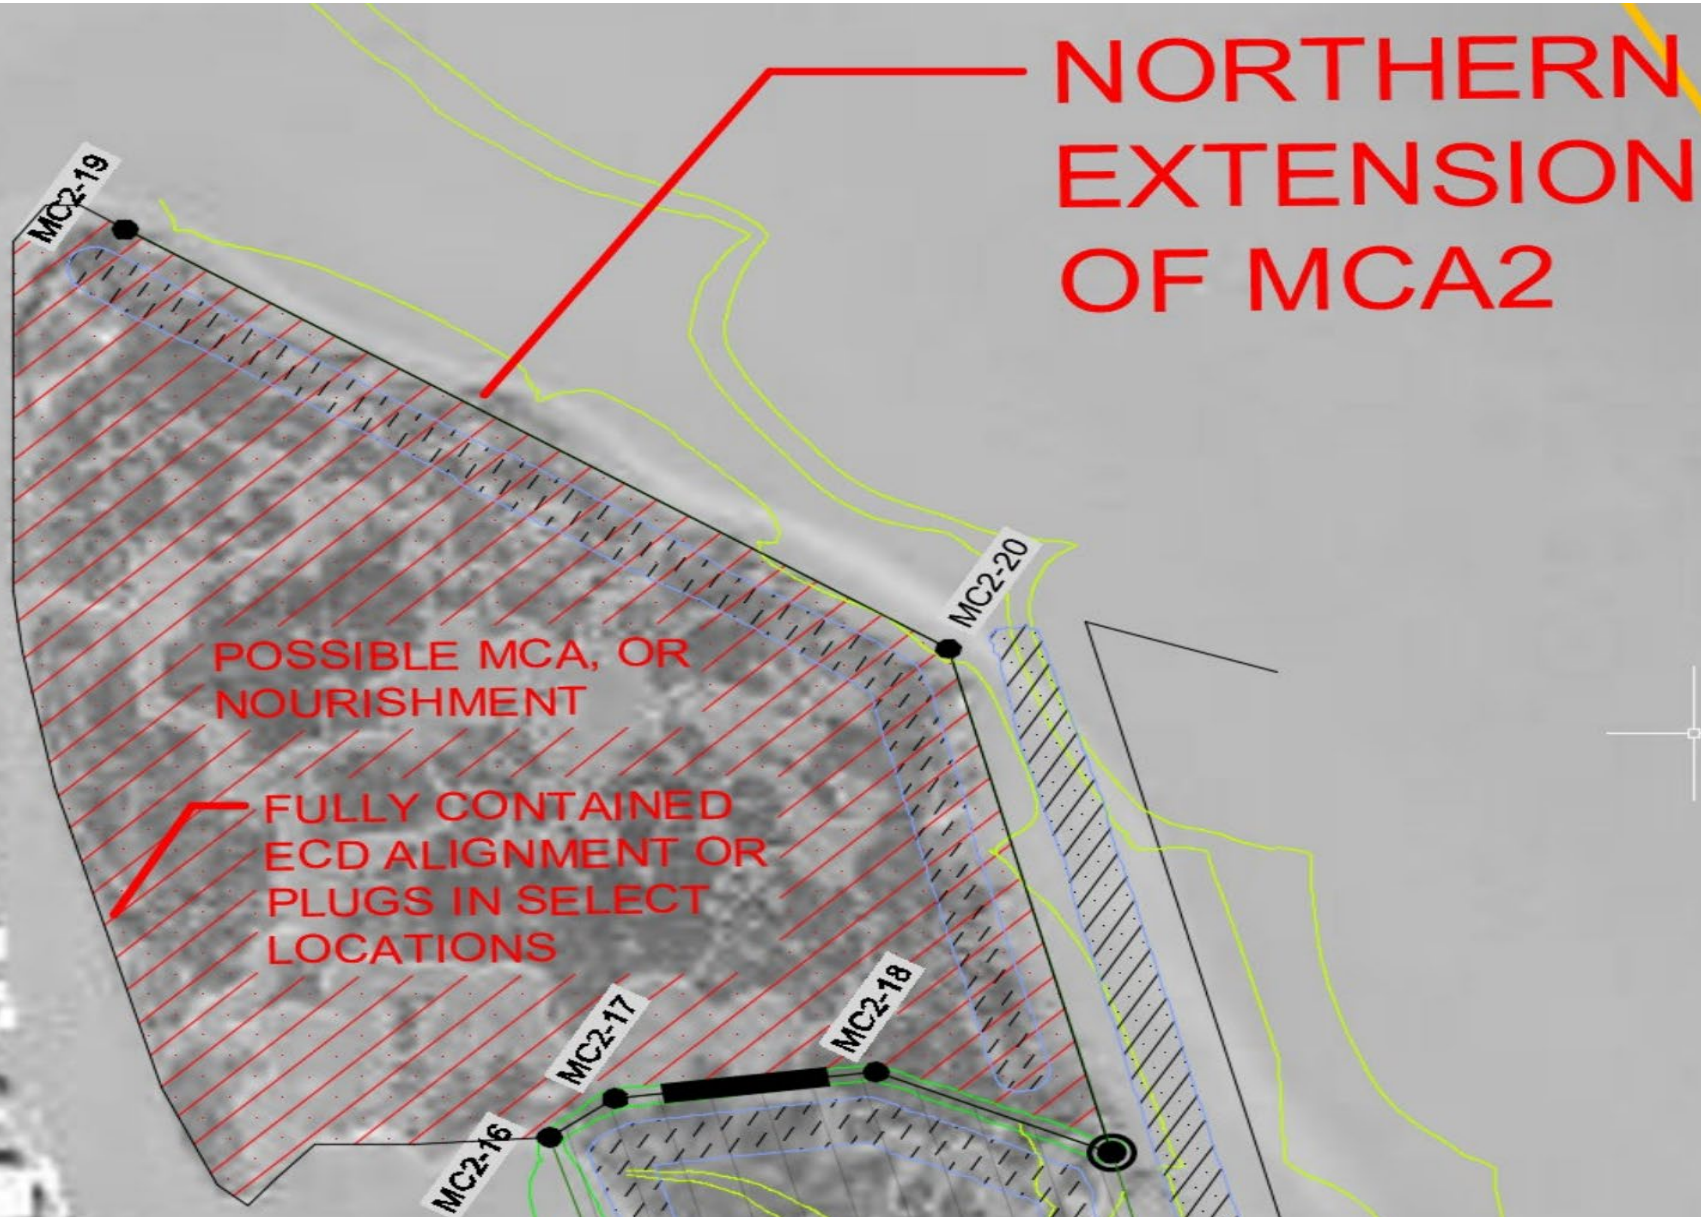 NORTHERN
EXTENSION
OF MCA2
MC2-19
MC2-20
POSSIBLE MCA, OR
NOURISHMENT
FULLY CONTAINED
ECD ALIGNMENT OR
PLUGS IN SELECT
LOCATIONS
MC2-18
MC2-17
MC2-16